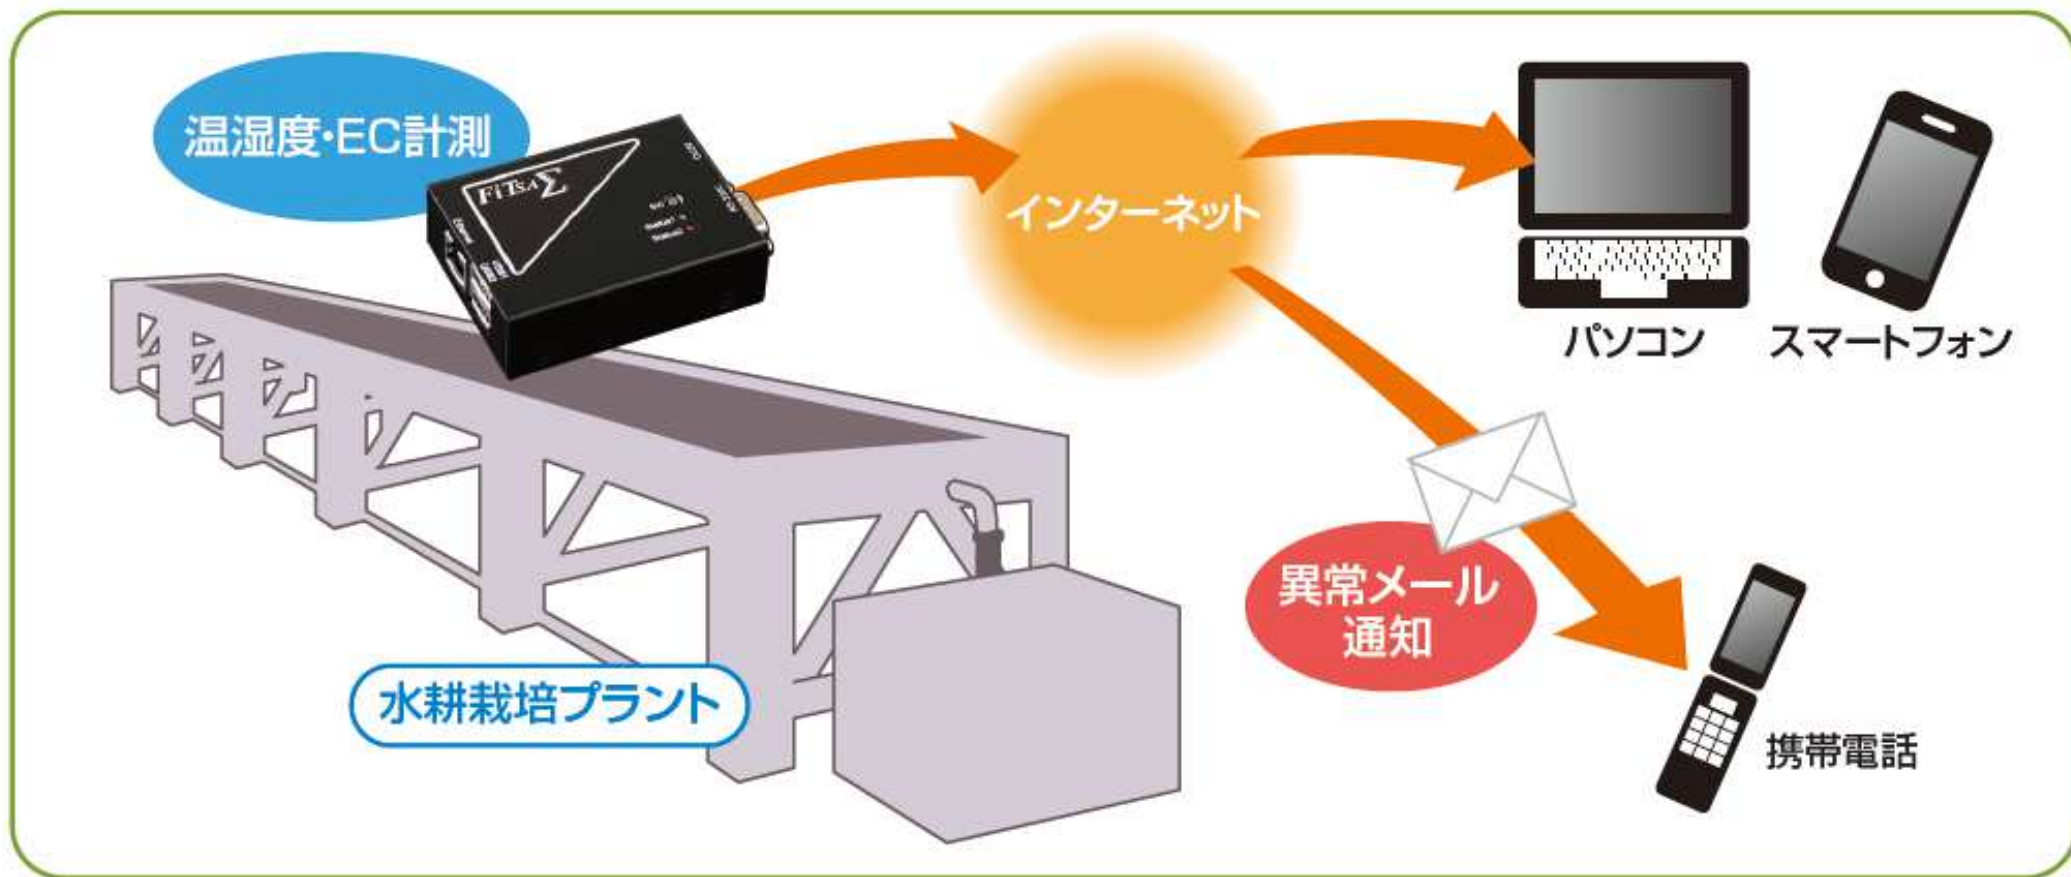 温湿度・EC計測
FiTSAΣ
インターネット
パソコン
スマートフォン
異常メール
通知
水耕栽培プラント
携帯電話